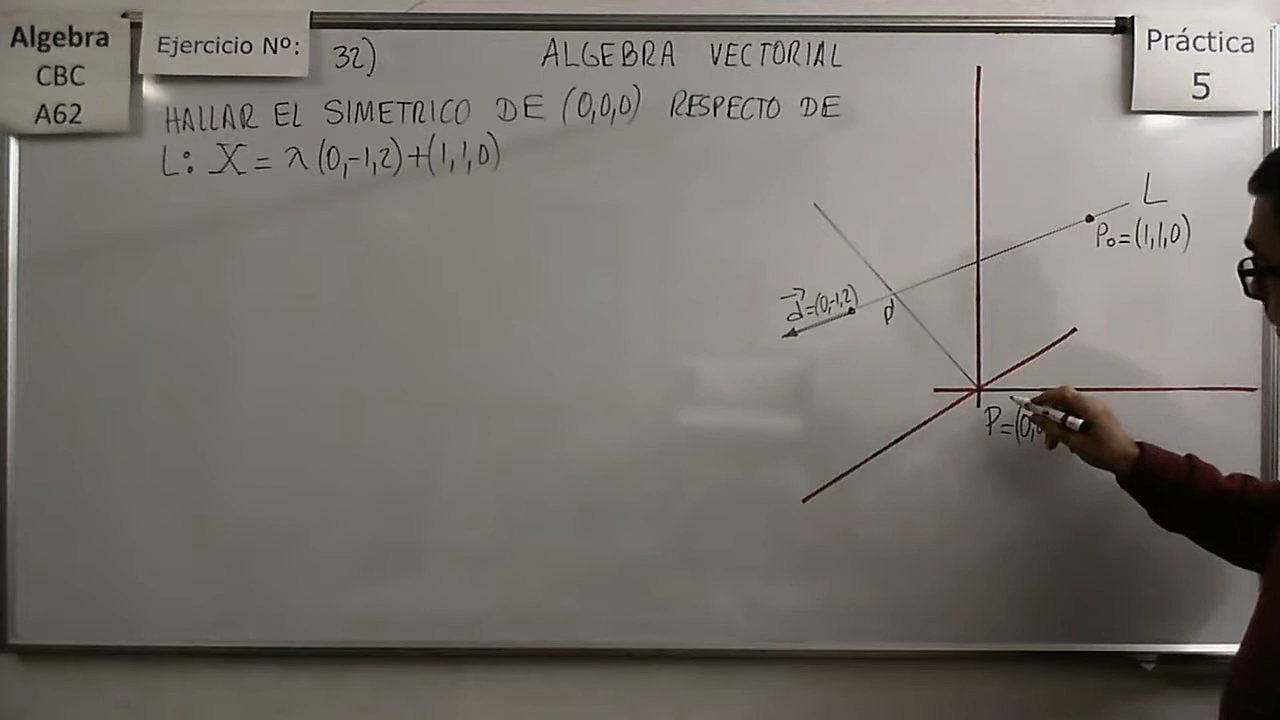 Algebra
CBC
A62
Ejercicio Nº:
32)
ALGEBRA VECTORIAL
Práctica
5
HALLAR EL SIMETRICO DE (0,0,0) RESPECTO DE
L: X = λ (0,-1,2)+(1,1,0)
L
P₀=(1,1,0)
d=(0,-1,2)
P=(0,